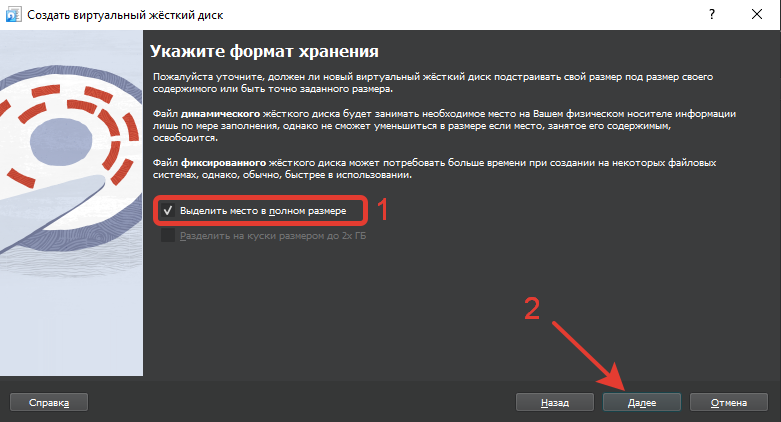 Создать виртуальный жёсткий диск
?
Укажите формат хранения
Пожалуйста уточните, должен ли новый виртуальный жёсткий диск подстраивать свой размер под размер своего
содержимого или быть точно заданного размера.
Файл динамического жёсткого диска будет занимать необходимое место на Вашем физическом носителе информации
лишь по мере заполнения, однако не сможет уменьшиться в размере если место, занятое его содержимым,
освободится.
Файл фиксированного жёсткого диска может потребовать больше времени при создании на некоторых файловых
системах, однако, обычно, быстрее в использовании.
Выделить место в полном размере 1
Разделить на куски размером до 2х ГБ
2
Справка Назад Далее Отмена